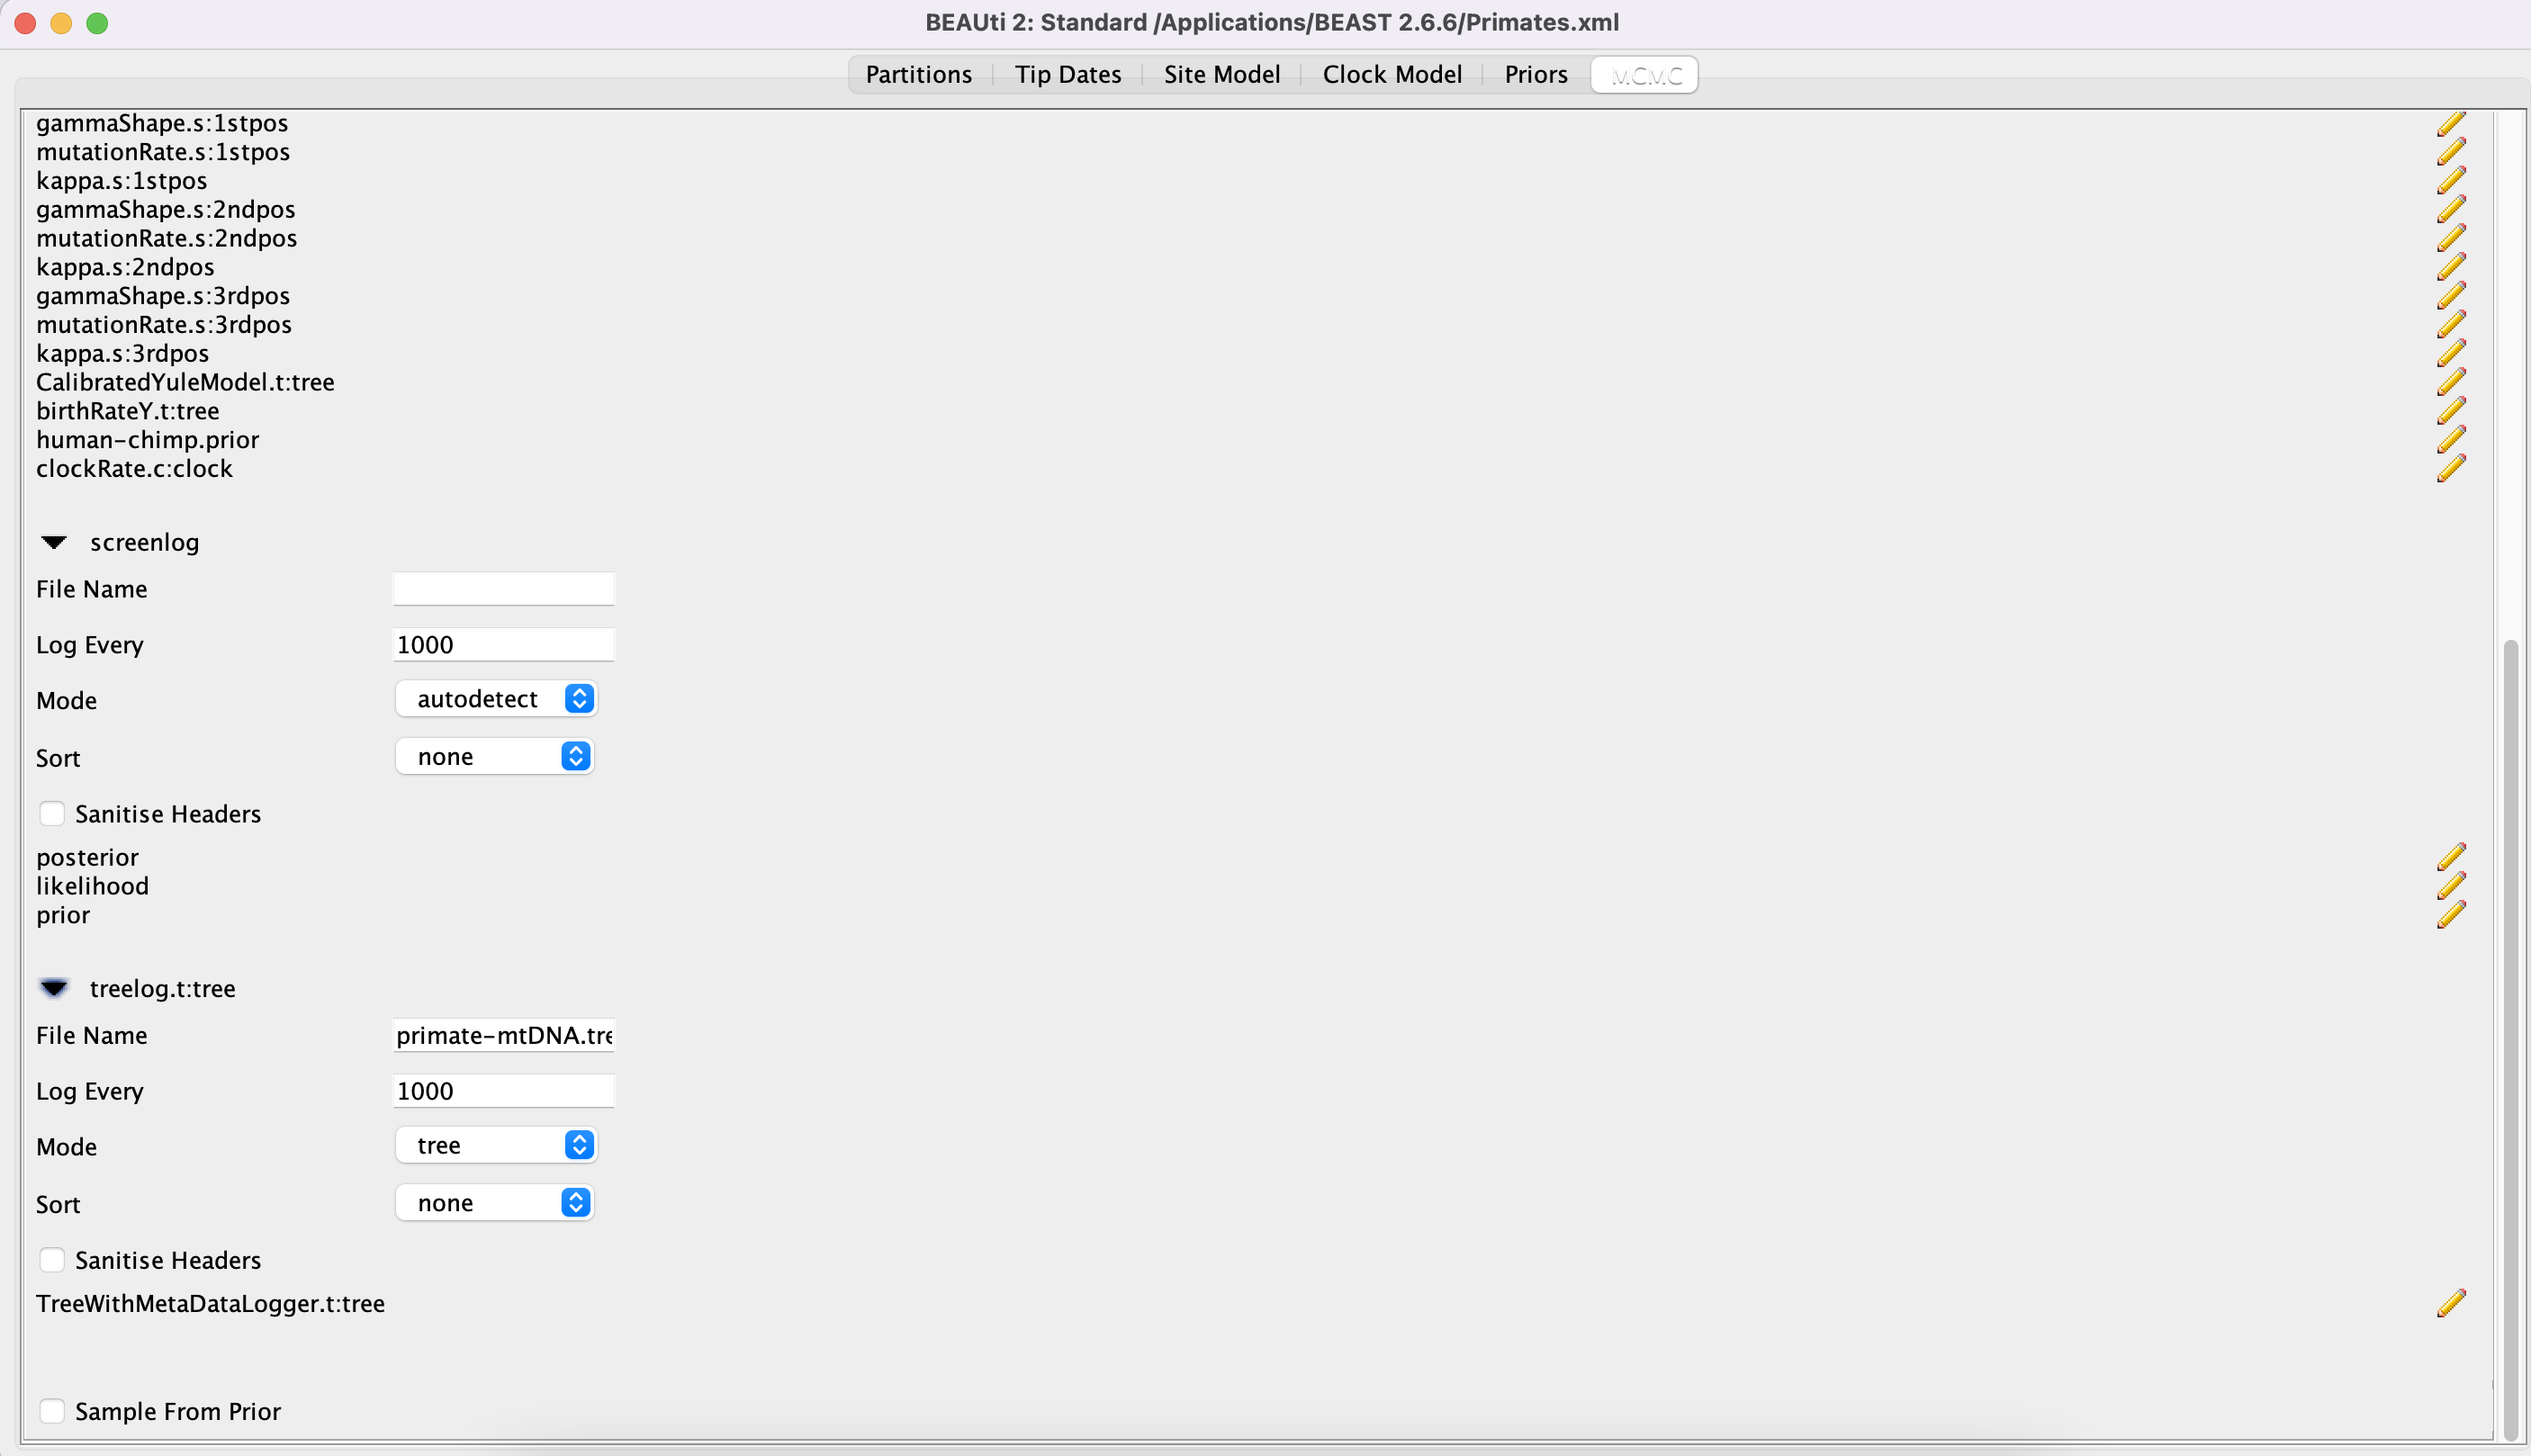 BEAUti 2: Standard /Applications/BEAST 2.6.6/Primates.xml
Partitions Tip Dates Site Model Clock Model Priors MCMC
gammaShape.s:1stpos
mutationRate.s:1stpos
kappa.s:1stpos
gammaShape.s:2ndpos
mutationRate.s:2ndpos
kappa.s:2ndpos
gammaShape.s:3rdpos
mutationRate.s:3rdpos
kappa.s:3rdpos
CalibratedYuleModel.t:tree
birthRateY.t:tree
human-chimp.prior
clockRate.c:clock
screenlog
File Name
Log Every 1000
Mode autodetect
Sort none
Sanitise Headers
posterior
likelihood
prior
treelog.t:tree
File Name primate-mtDNA.tre
Log Every 1000
Mode tree
Sort none
Sanitise Headers
TreeWithMetaDataLogger.t:tree
Sample From Prior